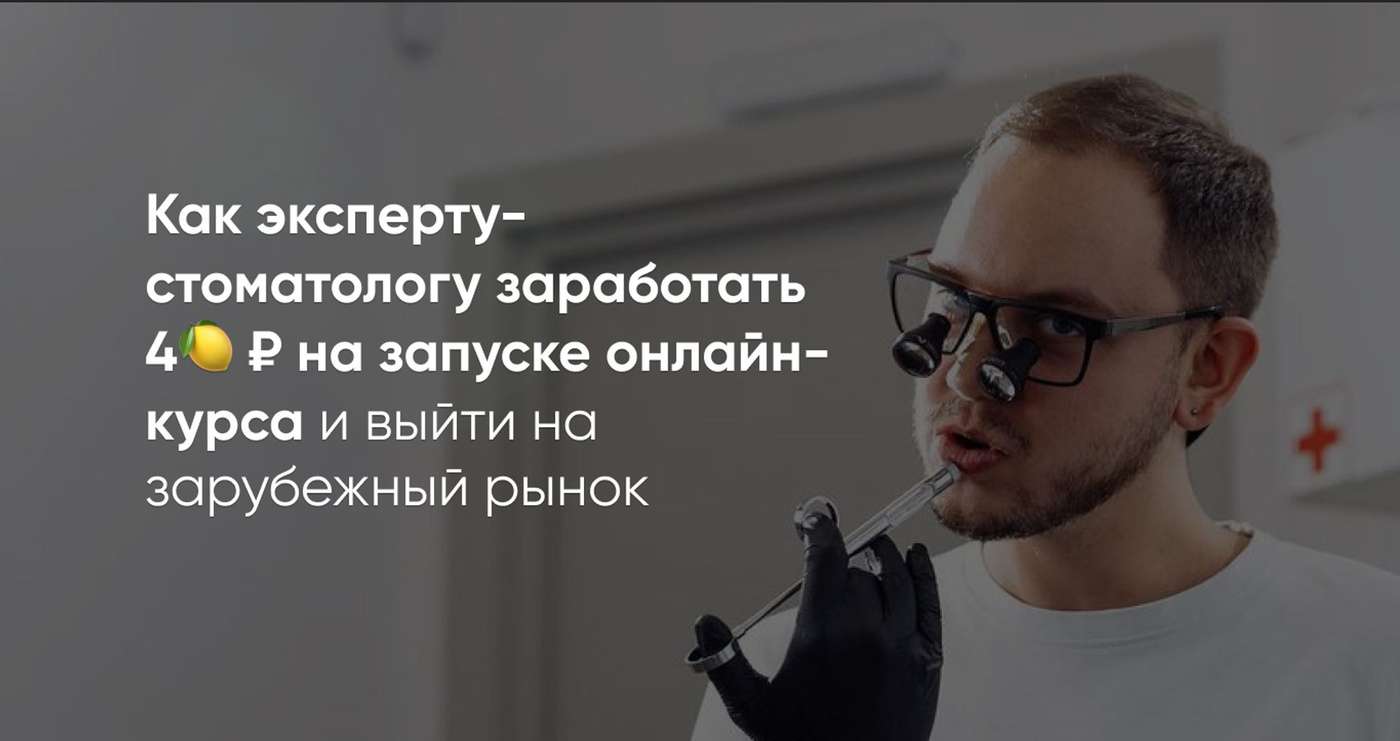 Как эксперту-
стоматологу заработать
4🍋 ₽ на запуске онлайн-
курса и выйти на
зарубежный рынок